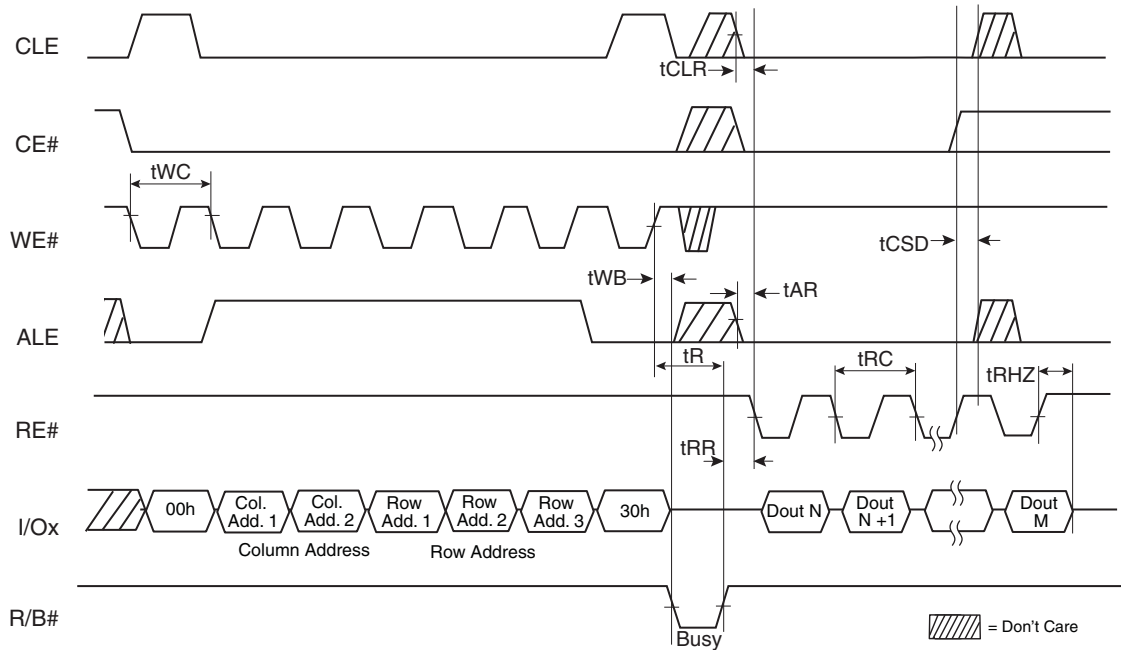 CLE
tCLR
CE#
tWC
WE#
tCSD
tWB
tAR
ALE
tR
tRC
tRHZ
RE#
tRR
I/Ox
00h
Col.
Add. 1
Col.
Add. 2
Row
Add. 1
Row
Add. 2
Row
Add. 3
30h
Dout N
Dout
N +1
Dout
M
Column Address
Row Address
R/B#
Busy
= Don't Care